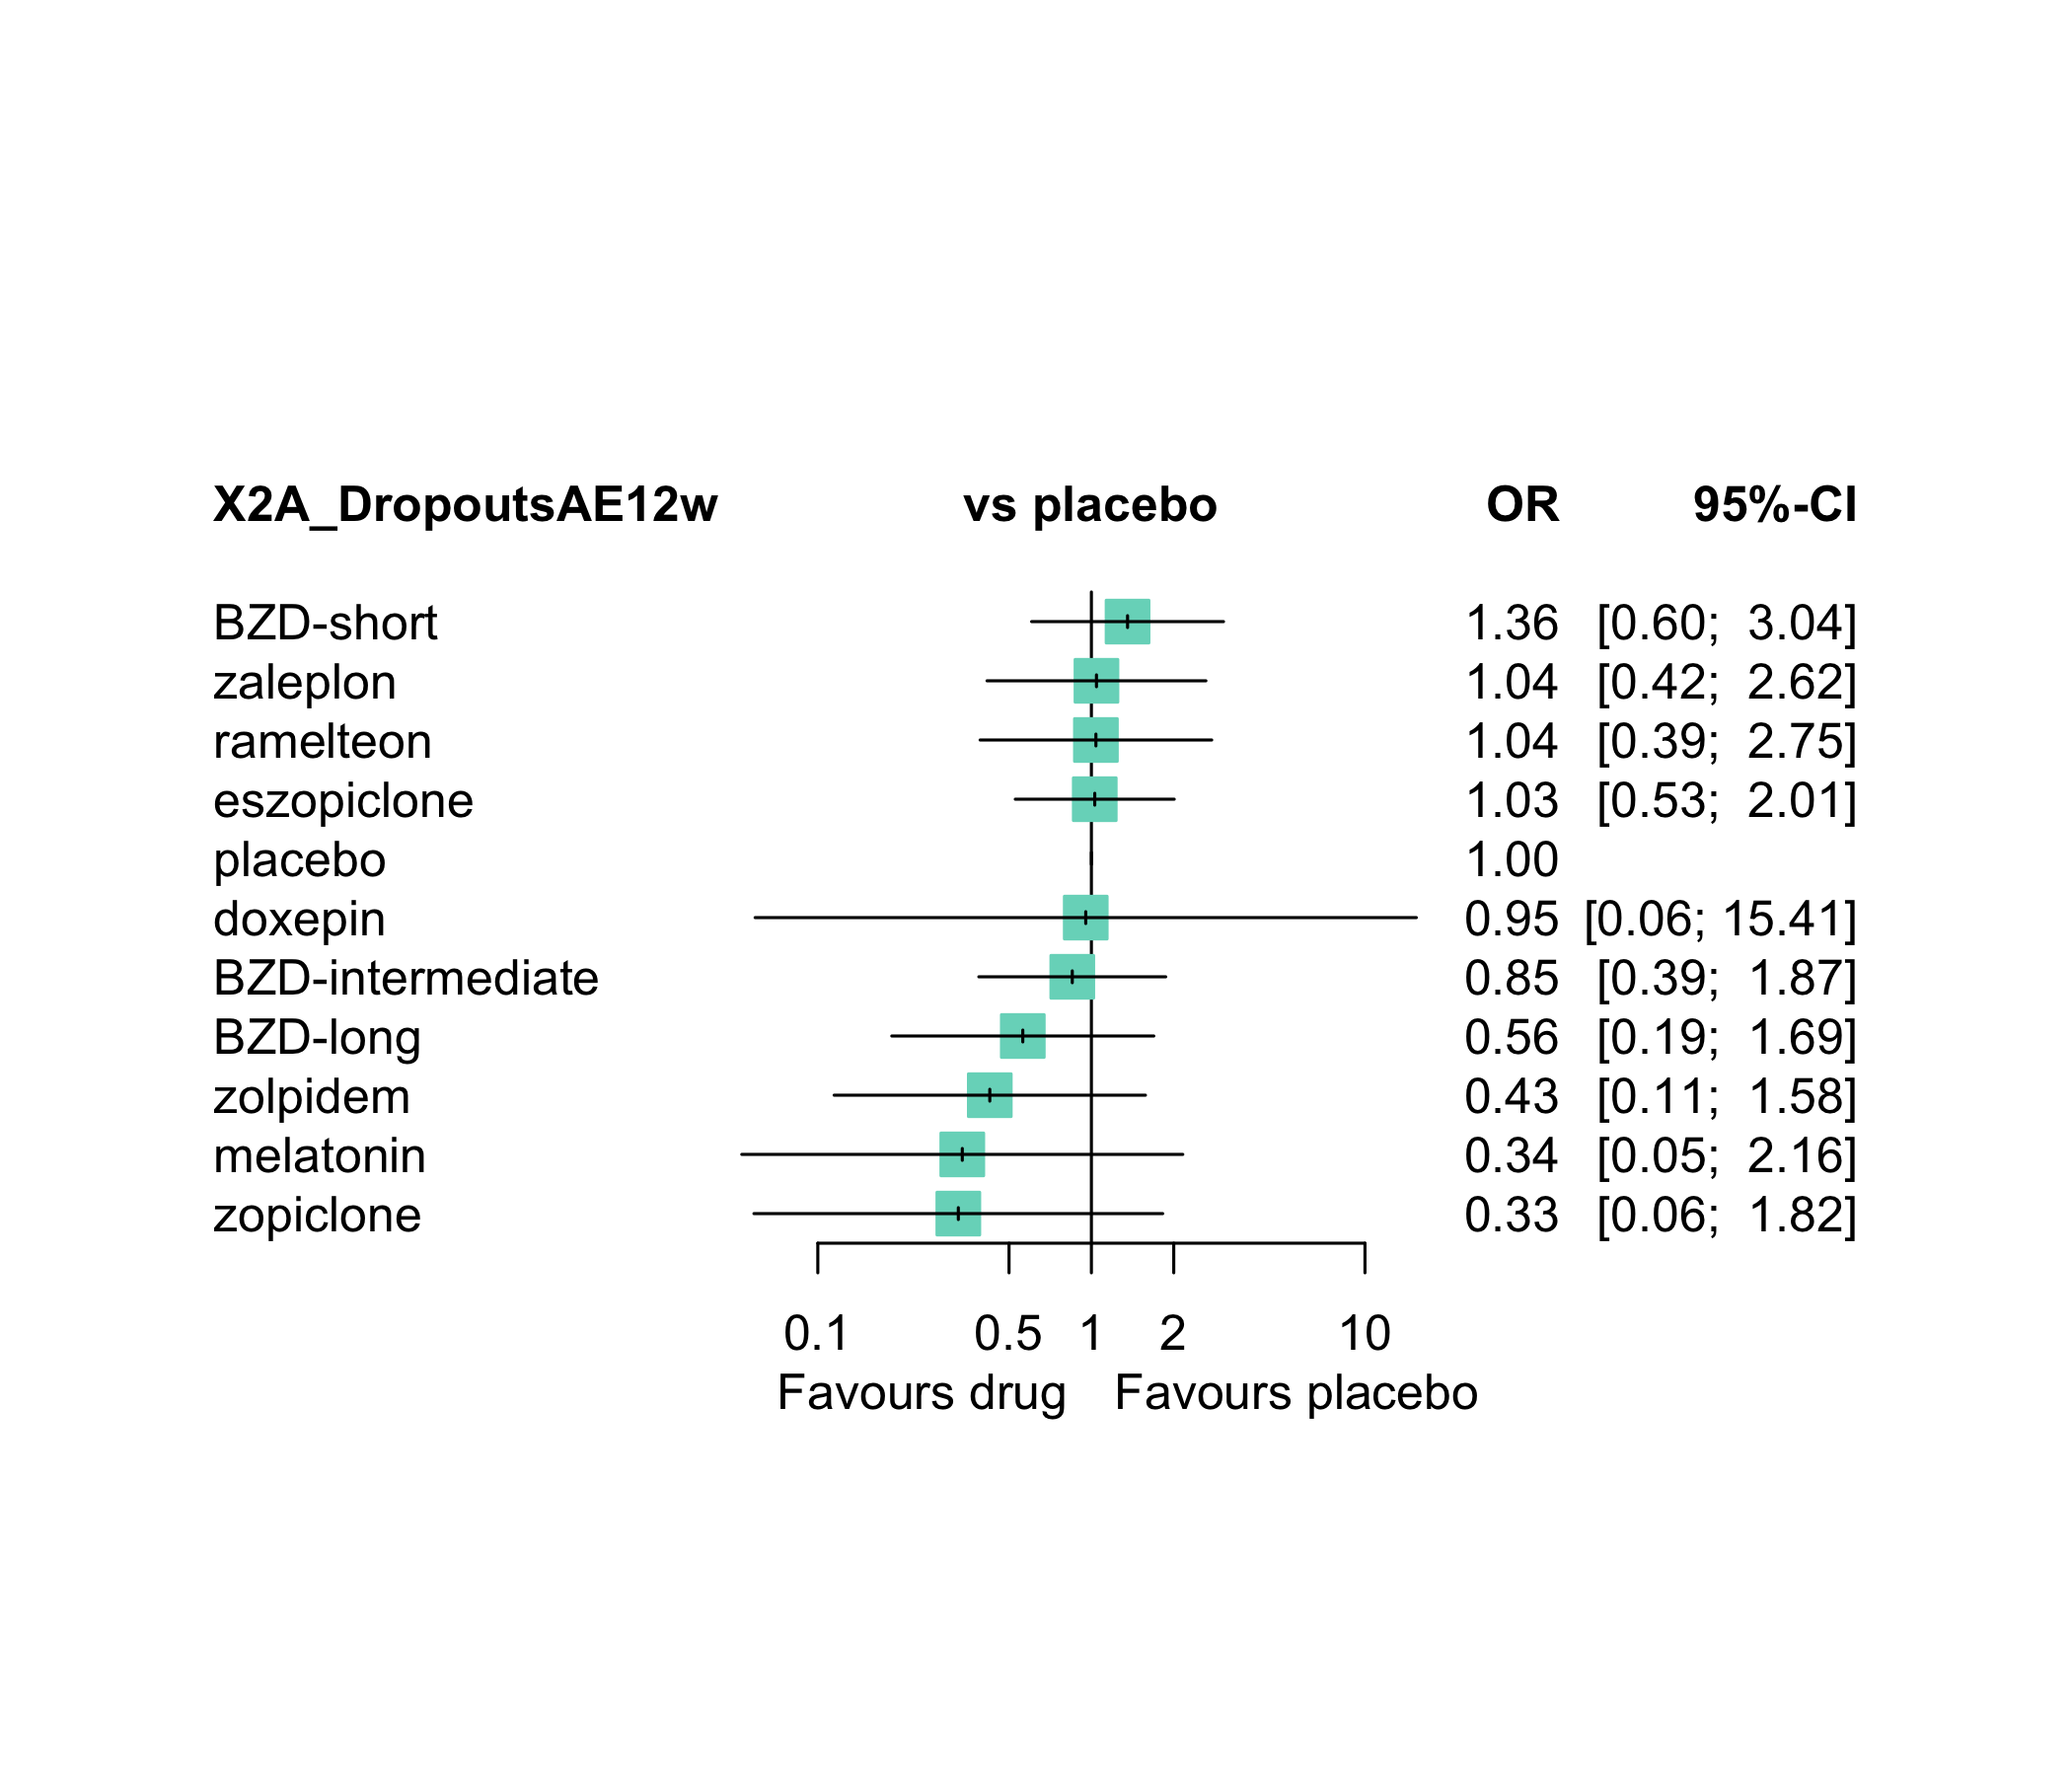 X2A_DropoutsAE12w vs placebo OR 95%-CI
BZD-short 1.36 [0.60; 3.04]
zaleplon 1.04 [0.42; 2.62]
ramelteon 1.04 [0.39; 2.75]
eszopiclone 1.03 [0.53; 2.01]
placebo 1.00
doxepin 0.95 [0.06; 15.41]
BZD-intermediate 0.85 [0.39; 1.87]
BZD-long 0.56 [0.19; 1.69]
zolpidem 0.43 [0.11; 1.58]
melatonin 0.34 [0.05; 2.16]
zopiclone 0.33 [0.06; 1.82]
0.1 0.5 1 2 10
Favours drug Favours placebo